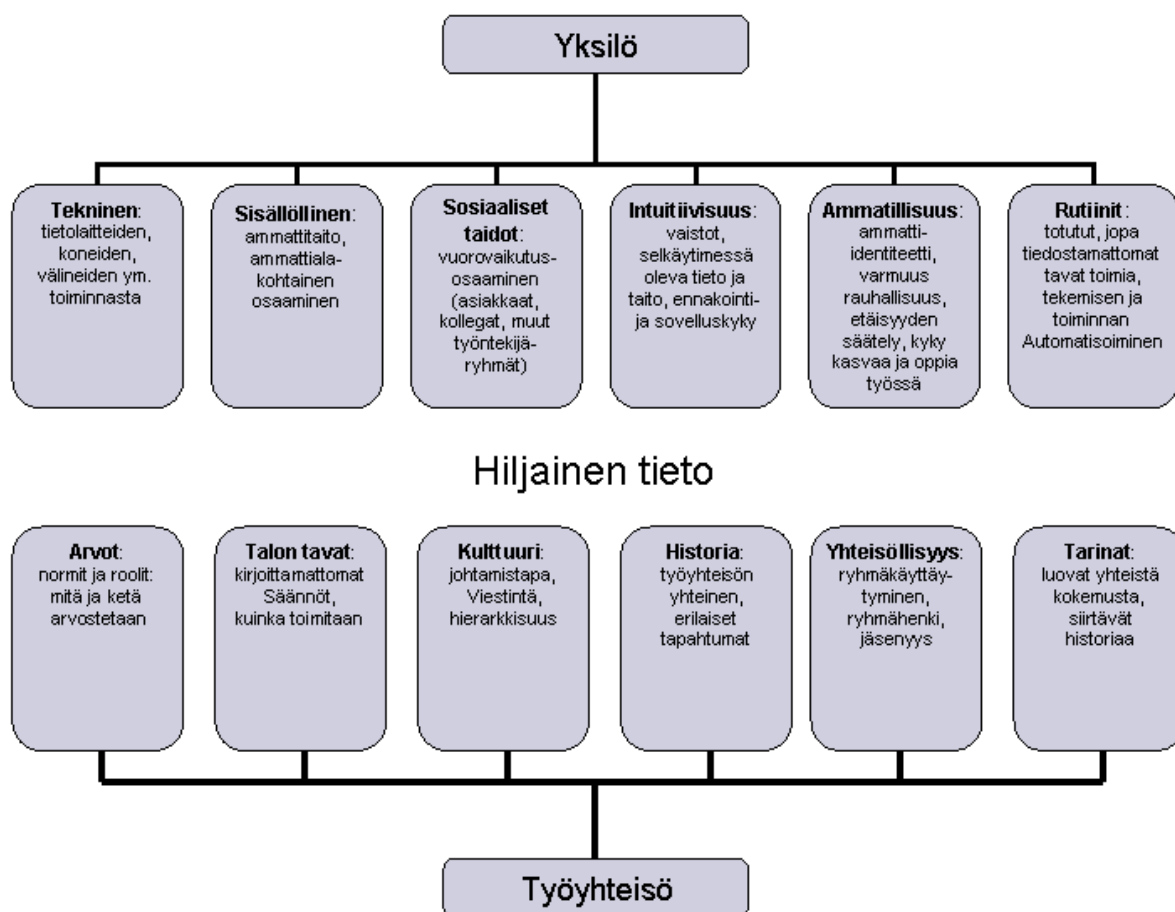 Yksilö
Tekninen:
tietolaitteiden,
koneiden,
välineiden ym.
toiminnasta
Sisällöllinen:
ammattitaito,
ammattiala-
kohtainen
osaaminen
Sosiaaliset
taidot:
vuorovaikutus-
osaaminen
(asiakkaat,
kollegat, muut
työntekijä-
ryhmät)
Intuitiivisuus:
vaistot,
selkäytimessä
oleva tieto ja
taito, ennakointi-
ja sovelluskyky
Ammatillisuus:
ammatti-
identiteetti,
varmuus
rauhallisuus,
etäisyyden
säätely, kyky
kasvaa ja oppia
työssä
Rutiinit:
totutut, jopa
tiedostamattomat
tavat toimia,
tekemisen ja
toiminnan
Automatisoiminen
Hiljainen tieto
Arvot:
normit ja roolit:
mitä ja ketä
arvostetaan
Talon tavat:
kirjoittamattomat
Säännöt,
kuinka toimitaan
Kulttuuri:
johtamistapa,
Viestintä,
hierarkkisuus
Historia:
työyhteisön
yhteinen,
erilaiset
tapahtumat
Yhteisöllisyys:
ryhmäkäyttäy-
tyminen,
ryhmähenki,
jäsenyys
Tarinat:
luovat yhteistä
kokemusta,
siirtävät
historiaa
Työyhteisö